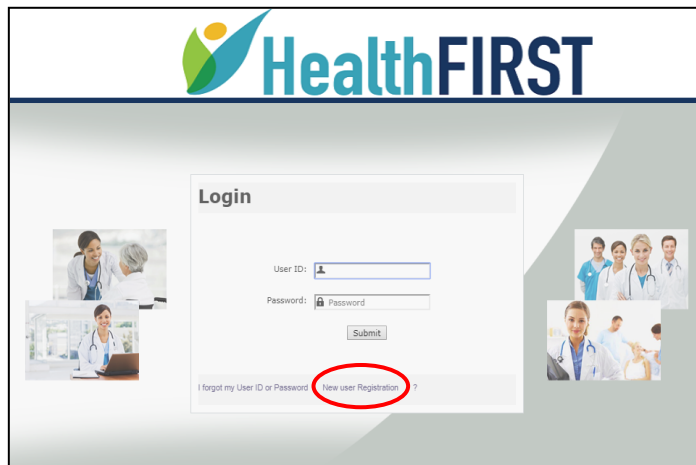 HealthFIRST
Login
User ID:
Password: Password
Submit
I forgot my User ID or Password New user Registration ?